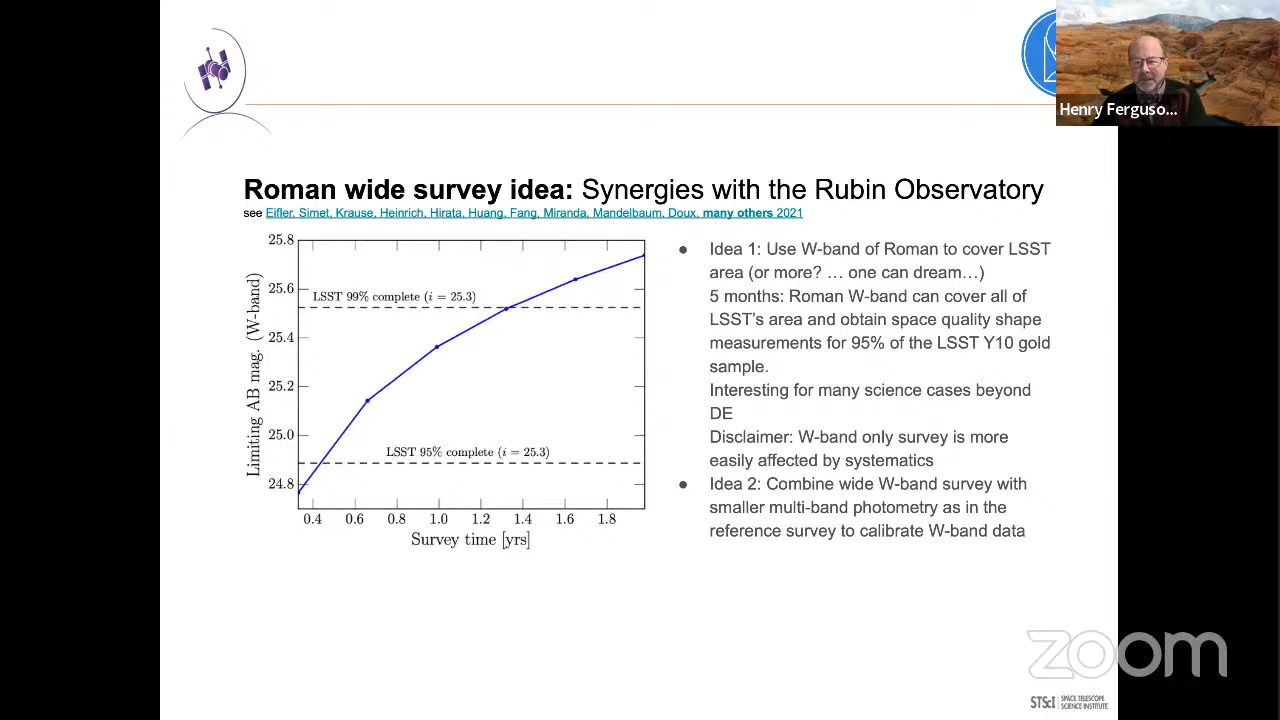 Henry Ferguso...
Roman wide survey idea: Synergies with the Rubin Observatory
see Eifler, Simet, Krause, Heinrich, Hirata, Huang, Fang, Miranda, Mandelbaum, Doux, many others 2021
25.8
25.6
25.4
25.2
25.0
24.8
Limiting AB mag. (W-band)
LSST 99% complete (i = 25.3)
LSST 95% complete (i = 25.3)
0.4 0.6 0.8 1.0 1.2 1.4 1.6 1.8
Survey time [yrs]
● Idea 1: Use W-band of Roman to cover LSST
area (or more? … one can dream…)
5 months: Roman W-band can cover all of
LSST's area and obtain space quality shape
measurements for 95% of the LSST Y10 gold
sample.
Interesting for many science cases beyond
DE
Disclaimer: W-band only survey is more
easily affected by systematics
● Idea 2: Combine wide W-band survey with
smaller multi-band photometry as in the
reference survey to calibrate W-band data
zoom
STScI | SPACE TELESCOPE
SCIENCE INSTITUTE